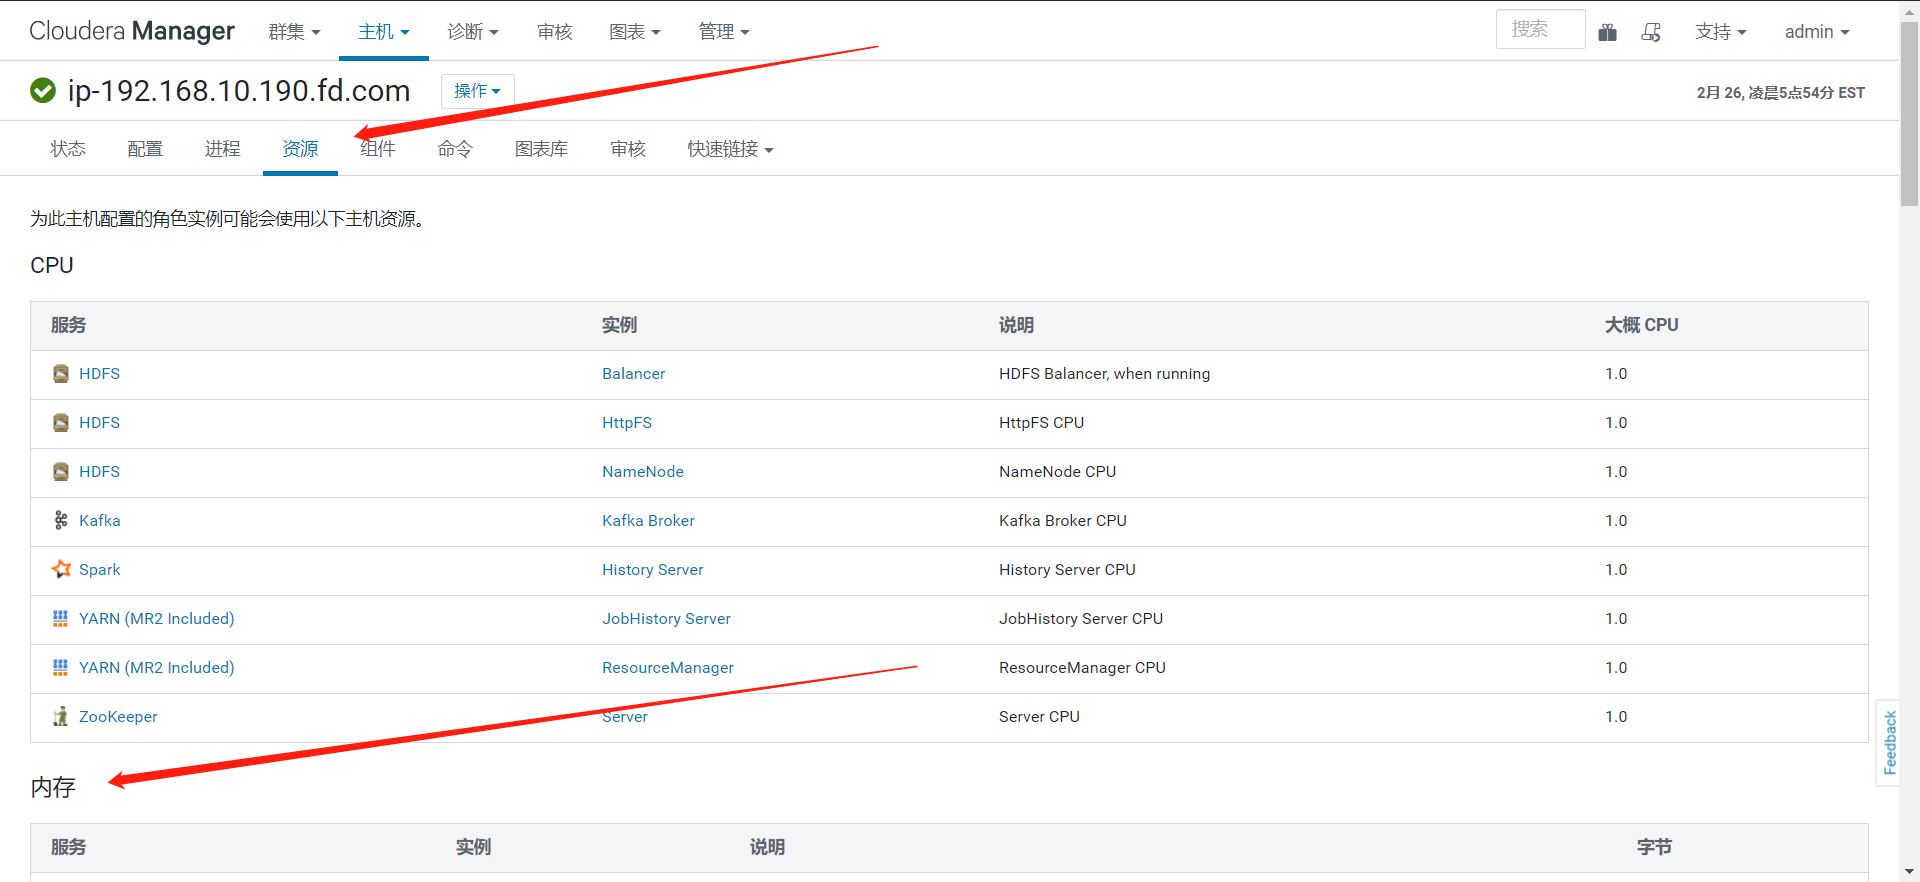 Cloudera Manager 群集 主机 诊断 审核 图表 管理 搜索 支持 admin
ip-192.168.10.190.fd.com 操作 2月 26, 凌晨5点54分 EST
状态 配置 进程 资源 组件 命令 图表库 审核 快速链接
为此主机配置的角色实例可能会使用以下主机资源。
CPU
服务 实例 说明 大概 CPU
HDFS Balancer HDFS Balancer, when running 1.0
HDFS HttpFS HttpFS CPU 1.0
HDFS NameNode NameNode CPU 1.0
Kafka Kafka Broker Kafka Broker CPU 1.0
Spark History Server History Server CPU 1.0
YARN (MR2 Included) JobHistory Server JobHistory Server CPU 1.0
YARN (MR2 Included) ResourceManager ResourceManager CPU 1.0
ZooKeeper Server Server CPU 1.0
Feedback
内存
服务 实例 说明 字节